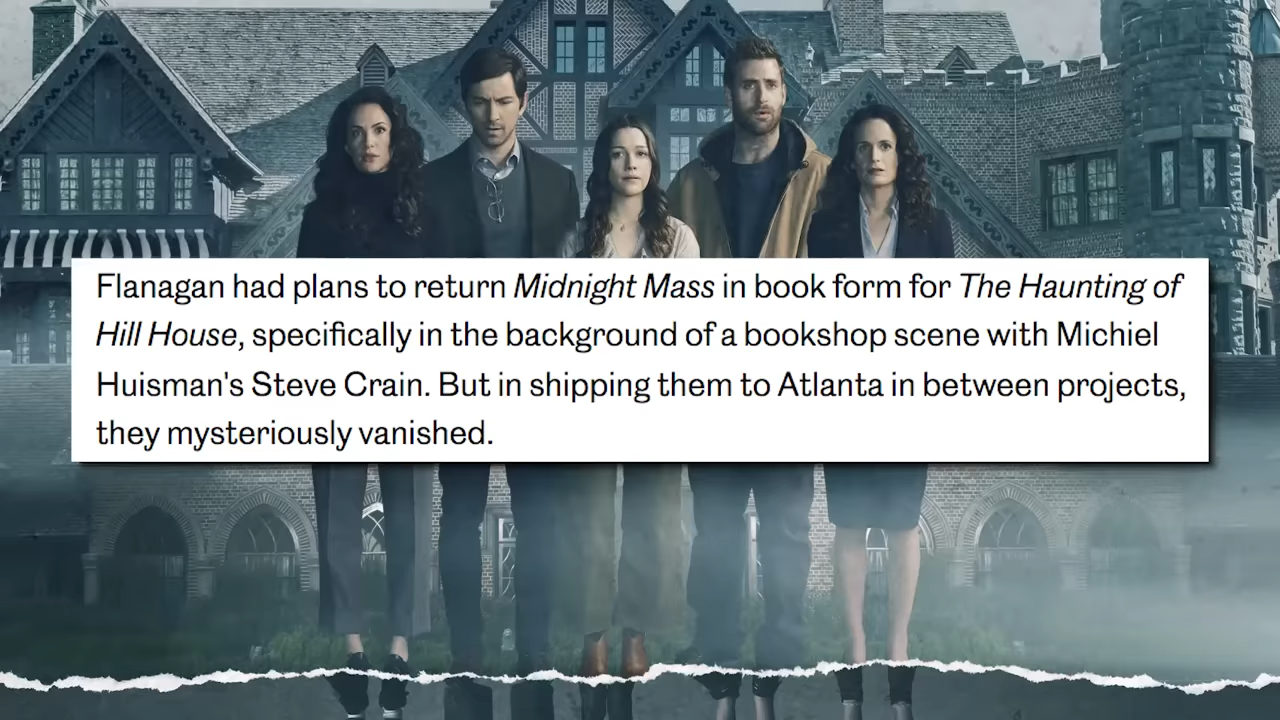 Flanagan had plans to return Midnight Mass in book form for The Haunting of
Hill House, specifically in the background of a bookshop scene with Michiel
Huisman's Steve Crain. But in shipping them to Atlanta in between projects,
they mysteriously vanished.